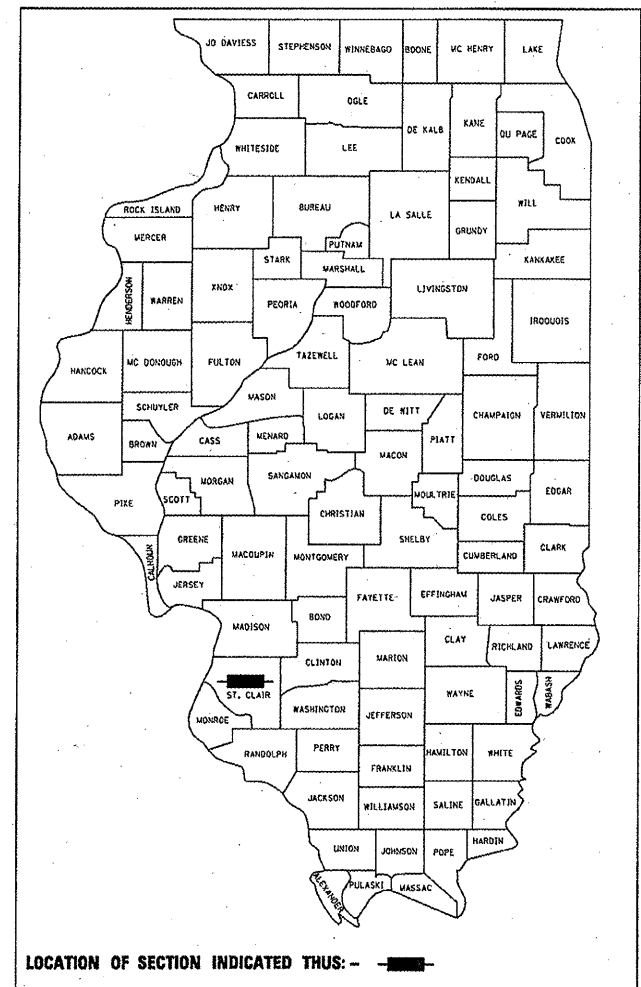 JO DAVIESS
STEPHENSON
WINNEBAGO
BOONE
MC HENRY
LAKE
CARROLL
OGLE
DE KALB
KANE
DU PAGE
COOK
WHITESIDE
LEE
KENDALL
WILL
ROCK ISLAND
HENRY
BUREAU
LA SALLE
GRUNDY
MERCER
PUTNAM
KANKAKEE
STARK
MARSHALL
HENDERSON
WARREN
KNOX
PEORIA
WOODFORD
LIVINGSTON
IROQUOIS
HANCOCK
MC DONOUGH
FULTON
TAZEWELL
MC LEAN
FORD
MASON
SCHUYLER
LOGAN
DE WITT
CHAMPAIGN
VERMILION
ADAMS
BROWN
CASS
MENARD
PIATT
MACON
PIKE
SCOTT
MORGAN
SANGAMON
DOUGLAS
EDGAR
MOULTRIE
CHRISTIAN
COLES
GREENE
MACOUPIN
MONTGOMERY
SHELBY
CUMBERLAND
CLARK
CALHOUN
JERSEY
FAYETTE
EFFINGHAM
JASPER
CRAWFORD
MADISON
BOND
CLAY
RICHLAND
LAWRENCE
CLINTON
MARION
ST. CLAIR
WAYNE
EDWARDS
WABASH
WASHINGTON
JEFFERSON
MONROE
RANDOLPH
PERRY
HAMILTON
WHITE
FRANKLIN
JACKSON
WILLIAMSON
SALINE
GALLATIN
UNION
JOHNSON
POPE
HARDIN
ALEXANDER
PULASKI
MASSAC
LOCATION OF SECTION INDICATED THUS: -